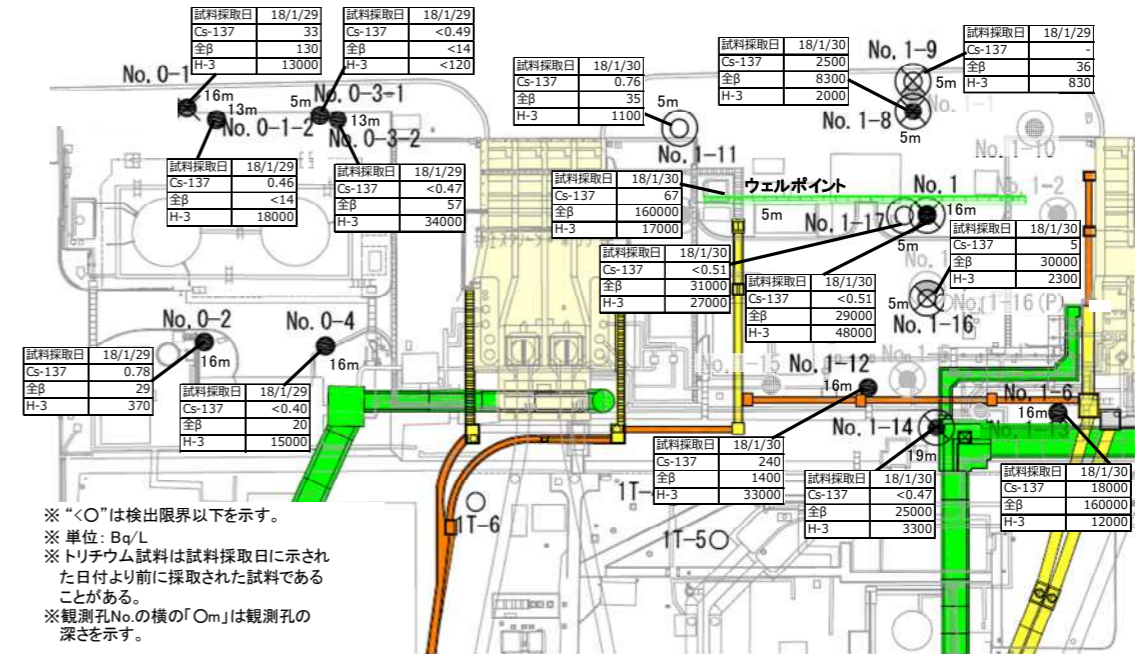 試料採取日 18/1/29
Cs-137 33
全β 130
H-3 13000
試料採取日 18/1/29
Cs-137 <0.49
全β <14
H-3 <120
試料採取日 18/1/30
Cs-137 0.76
全β 35
H-3 1100
試料採取日 18/1/30
Cs-137 2500
全β 8300
H-3 2000
試料採取日 18/1/29
Cs-137 -
全β 36
H-3 830
No. 0-1
16m
13m
No. 0-1-2
5m
No. 0-3-1
13m
No. 0-3-2
5m
No. 1-11
No. 1-9
5m
No. 1-1
No. 1-8
5m
No. 1-10
試料採取日 18/1/29
Cs-137 0.46
全β <14
H-3 18000
試料採取日 18/1/29
Cs-137 <0.47
全β 57
H-3 34000
試料採取日 18/1/30
Cs-137 67
全β 160000
H-3 17000
ウェルポイント
5m
No. 1
16m
No. 1-2
No. 1-17
5m
試料採取日 18/1/30
Cs-137 5
全β 30000
H-3 2300
試料採取日 18/1/30
Cs-137 <0.51
全β 31000
H-3 27000
試料採取日 18/1/30
Cs-137 <0.51
全β 29000
H-3 48000
5m
No. 1-16(P)
No. 1-16
No. 0-2
16m
No. 0-4
16m
試料採取日 18/1/29
Cs-137 0.78
全β 29
H-3 370
試料採取日 18/1/29
Cs-137 <0.40
全β 20
H-3 15000
No. 1-12
16m
No. 1-6
16m
No. 1-14
19m
No. 1-13
試料採取日 18/1/30
Cs-137 240
全β 1400
H-3 33000
試料採取日 18/1/30
Cs-137 <0.47
全β 25000
H-3 3300
試料採取日 18/1/30
Cs-137 18000
全β 160000
H-3 12000
1T-6
1T-5
※ “<〇”は検出限界以下を示す。
※ 単位: Bq/L
※ トリチウム試料は試料採取日に示され
た日付より前に採取された試料である
ことがある。
※観測孔No.の横の「〇m」は観測孔の
深さを示す。